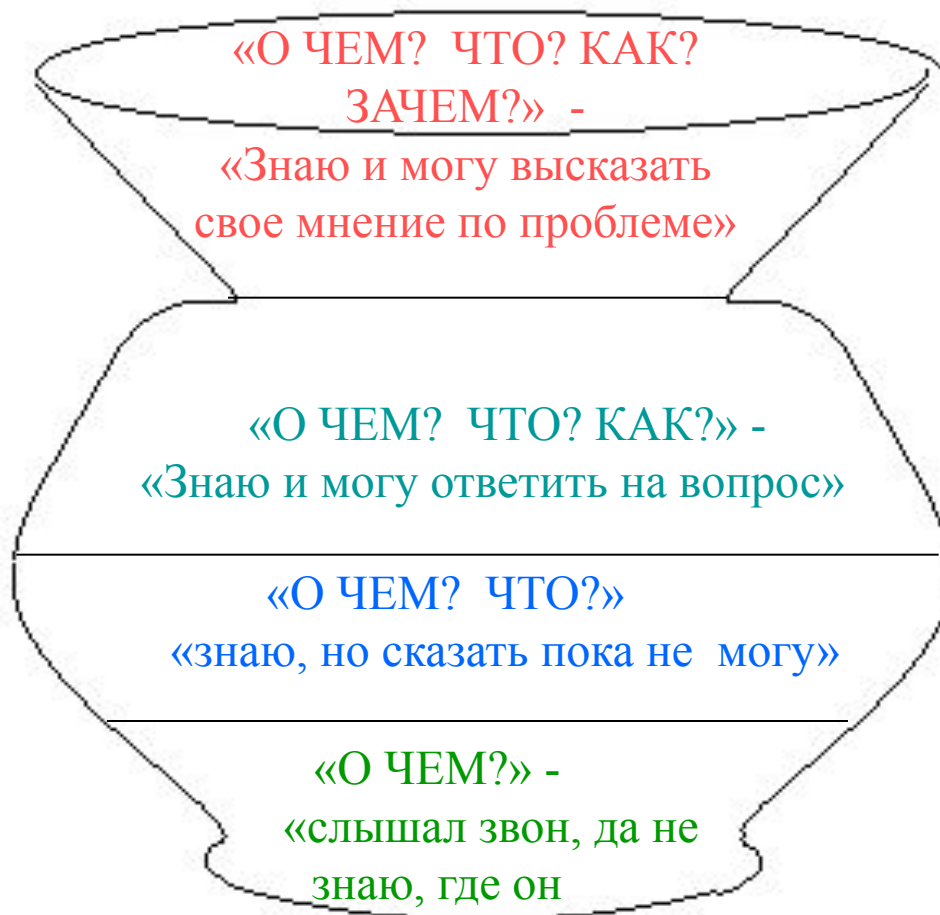 «О ЧЕМ? ЧТО? КАК?
ЗАЧЕМ?» -
«Знаю и могу высказать
свое мнение по проблеме»
«О ЧЕМ? ЧТО? КАК?» -
«Знаю и могу ответить на вопрос»
«О ЧЕМ? ЧТО?»
«знаю, но сказать пока не могу»
«О ЧЕМ?» -
«слышал звон, да не
знаю, где он